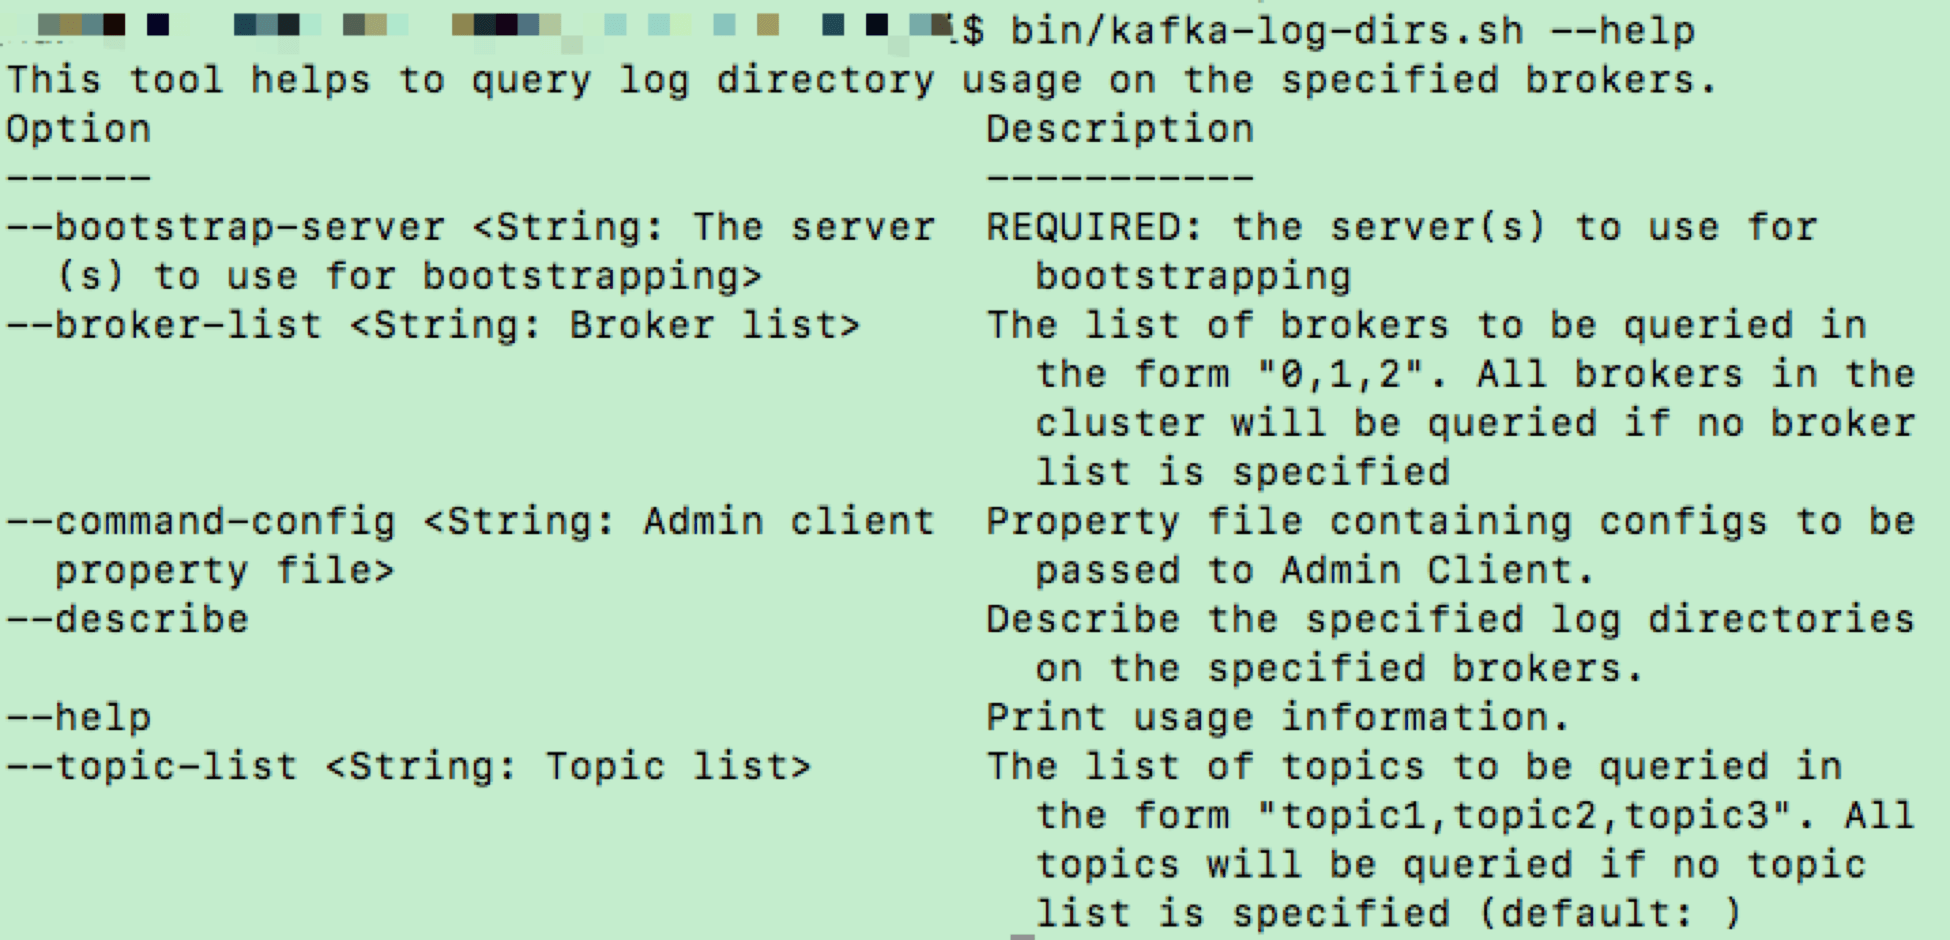 $ bin/kafka-log-dirs.sh --help
This tool helps to query log directory usage on the specified brokers.
Option                                  Description
------                                  -----------
--bootstrap-server <String: The server  REQUIRED: the server(s) to use for
  (s) to use for bootstrapping>           bootstrapping
--broker-list <String: Broker list>     The list of brokers to be queried in
                                          the form "0,1,2". All brokers in the
                                          cluster will be queried if no broker
                                          list is specified
--command-config <String: Admin client  Property file containing configs to be
  property file>                          passed to Admin Client.
--describe                              Describe the specified log directories
                                          on the specified brokers.
--help                                  Print usage information.
--topic-list <String: Topic list>       The list of topics to be queried in
                                          the form "topic1,topic2,topic3". All
                                          topics will be queried if no topic
                                          list is specified (default: )